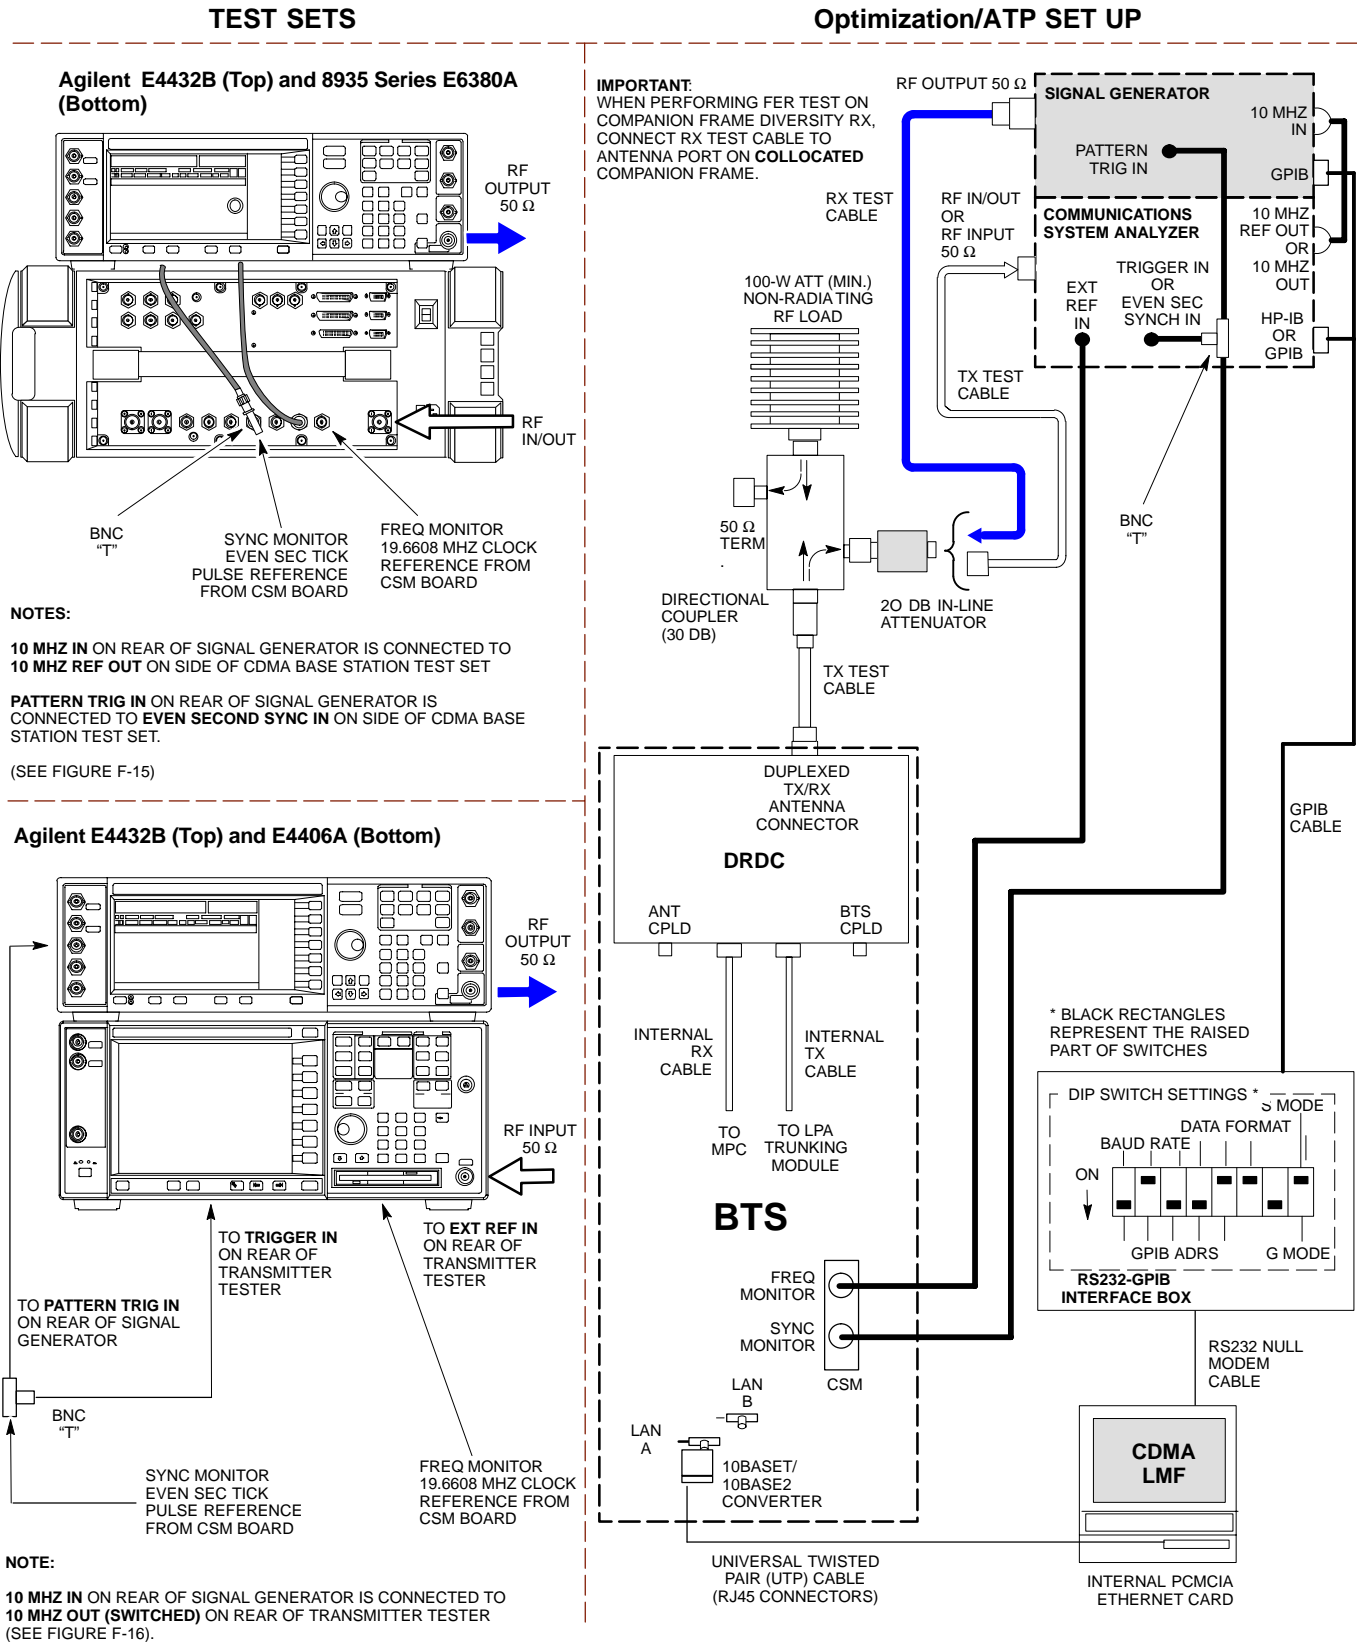 TEST SETS
Optimization/ATP SET UP
Agilent E4432B (Top) and 8935 Series E6380A
(Bottom)
RF
OUTPUT
50 Ω
RF
IN/OUT
BNC
“T”
SYNC MONITOR
EVEN SEC TICK
PULSE REFERENCE
FROM CSM BOARD
FREQ MONITOR
19.6608 MHZ CLOCK
REFERENCE FROM
CSM BOARD
NOTES:
10 MHZ IN ON REAR OF SIGNAL GENERATOR IS CONNECTED TO
10 MHZ REF OUT ON SIDE OF CDMA BASE STATION TEST SET
PATTERN TRIG IN ON REAR OF SIGNAL GENERATOR IS
CONNECTED TO EVEN SECOND SYNC IN ON SIDE OF CDMA BASE
STATION TEST SET.
(SEE FIGURE F-15)
Agilent E4432B (Top) and E4406A (Bottom)
RF
OUTPUT
50 Ω
RF INPUT
50 Ω
TO TRIGGER IN
ON REAR OF
TRANSMITTER
TESTER
TO EXT REF IN
ON REAR OF
TRANSMITTER
TESTER
TO PATTERN TRIG IN
ON REAR OF SIGNAL
GENERATOR
BNC
“T”
SYNC MONITOR
EVEN SEC TICK
PULSE REFERENCE
FROM CSM BOARD
FREQ MONITOR
19.6608 MHZ CLOCK
REFERENCE FROM
CSM BOARD
NOTE:
10 MHZ IN ON REAR OF SIGNAL GENERATOR IS CONNECTED TO
10 MHZ OUT (SWITCHED) ON REAR OF TRANSMITTER TESTER
(SEE FIGURE F-16).
IMPORTANT:
WHEN PERFORMING FER TEST ON
COMPANION FRAME DIVERSITY RX,
CONNECT RX TEST CABLE TO
ANTENNA PORT ON COLLOCATED
COMPANION FRAME.
RF OUTPUT 50 Ω
SIGNAL GENERATOR
10 MHZ
IN
PATTERN
TRIG IN
GPIB
RX TEST
CABLE
RF IN/OUT
OR
RF INPUT
50 Ω
COMMUNICATIONS
SYSTEM ANALYZER
10 MHZ
REF OUT
OR
10 MHZ
OUT
TRIGGER IN
OR
EVEN SEC
SYNCH IN
EXT
REF
IN
HP-IB
OR
GPIB
100-W ATT (MIN.)
NON-RADIATING
RF LOAD
TX TEST
CABLE
BNC
“T”
50 Ω
TERM
.
DIRECTIONAL
COUPLER
(30 DB)
2O DB IN-LINE
ATTENUATOR
TX TEST
CABLE
DUPLEXED
TX/RX
ANTENNA
CONNECTOR
DRDC
ANT
CPLD
BTS
CPLD
GPIB
CABLE
INTERNAL
RX
CABLE
INTERNAL
TX
CABLE
TO
MPC
TO LPA
TRUNKING
MODULE
BTS
FREQ
MONITOR
SYNC
MONITOR
CSM
LAN
B
LAN
A
10BASET/
10BASE2
CONVERTER
UNIVERSAL TWISTED
PAIR (UTP) CABLE
(RJ45 CONNECTORS)
* BLACK RECTANGLES
REPRESENT THE RAISED
PART OF SWITCHES
DIP SWITCH SETTINGS *
S MODE
DATA FORMAT
BAUD RATE
ON
GPIB ADRS
G MODE
RS232-GPIB
INTERFACE BOX
RS232 NULL
MODEM
CABLE
CDMA
LMF
INTERNAL PCMCIA
ETHERNET CARD